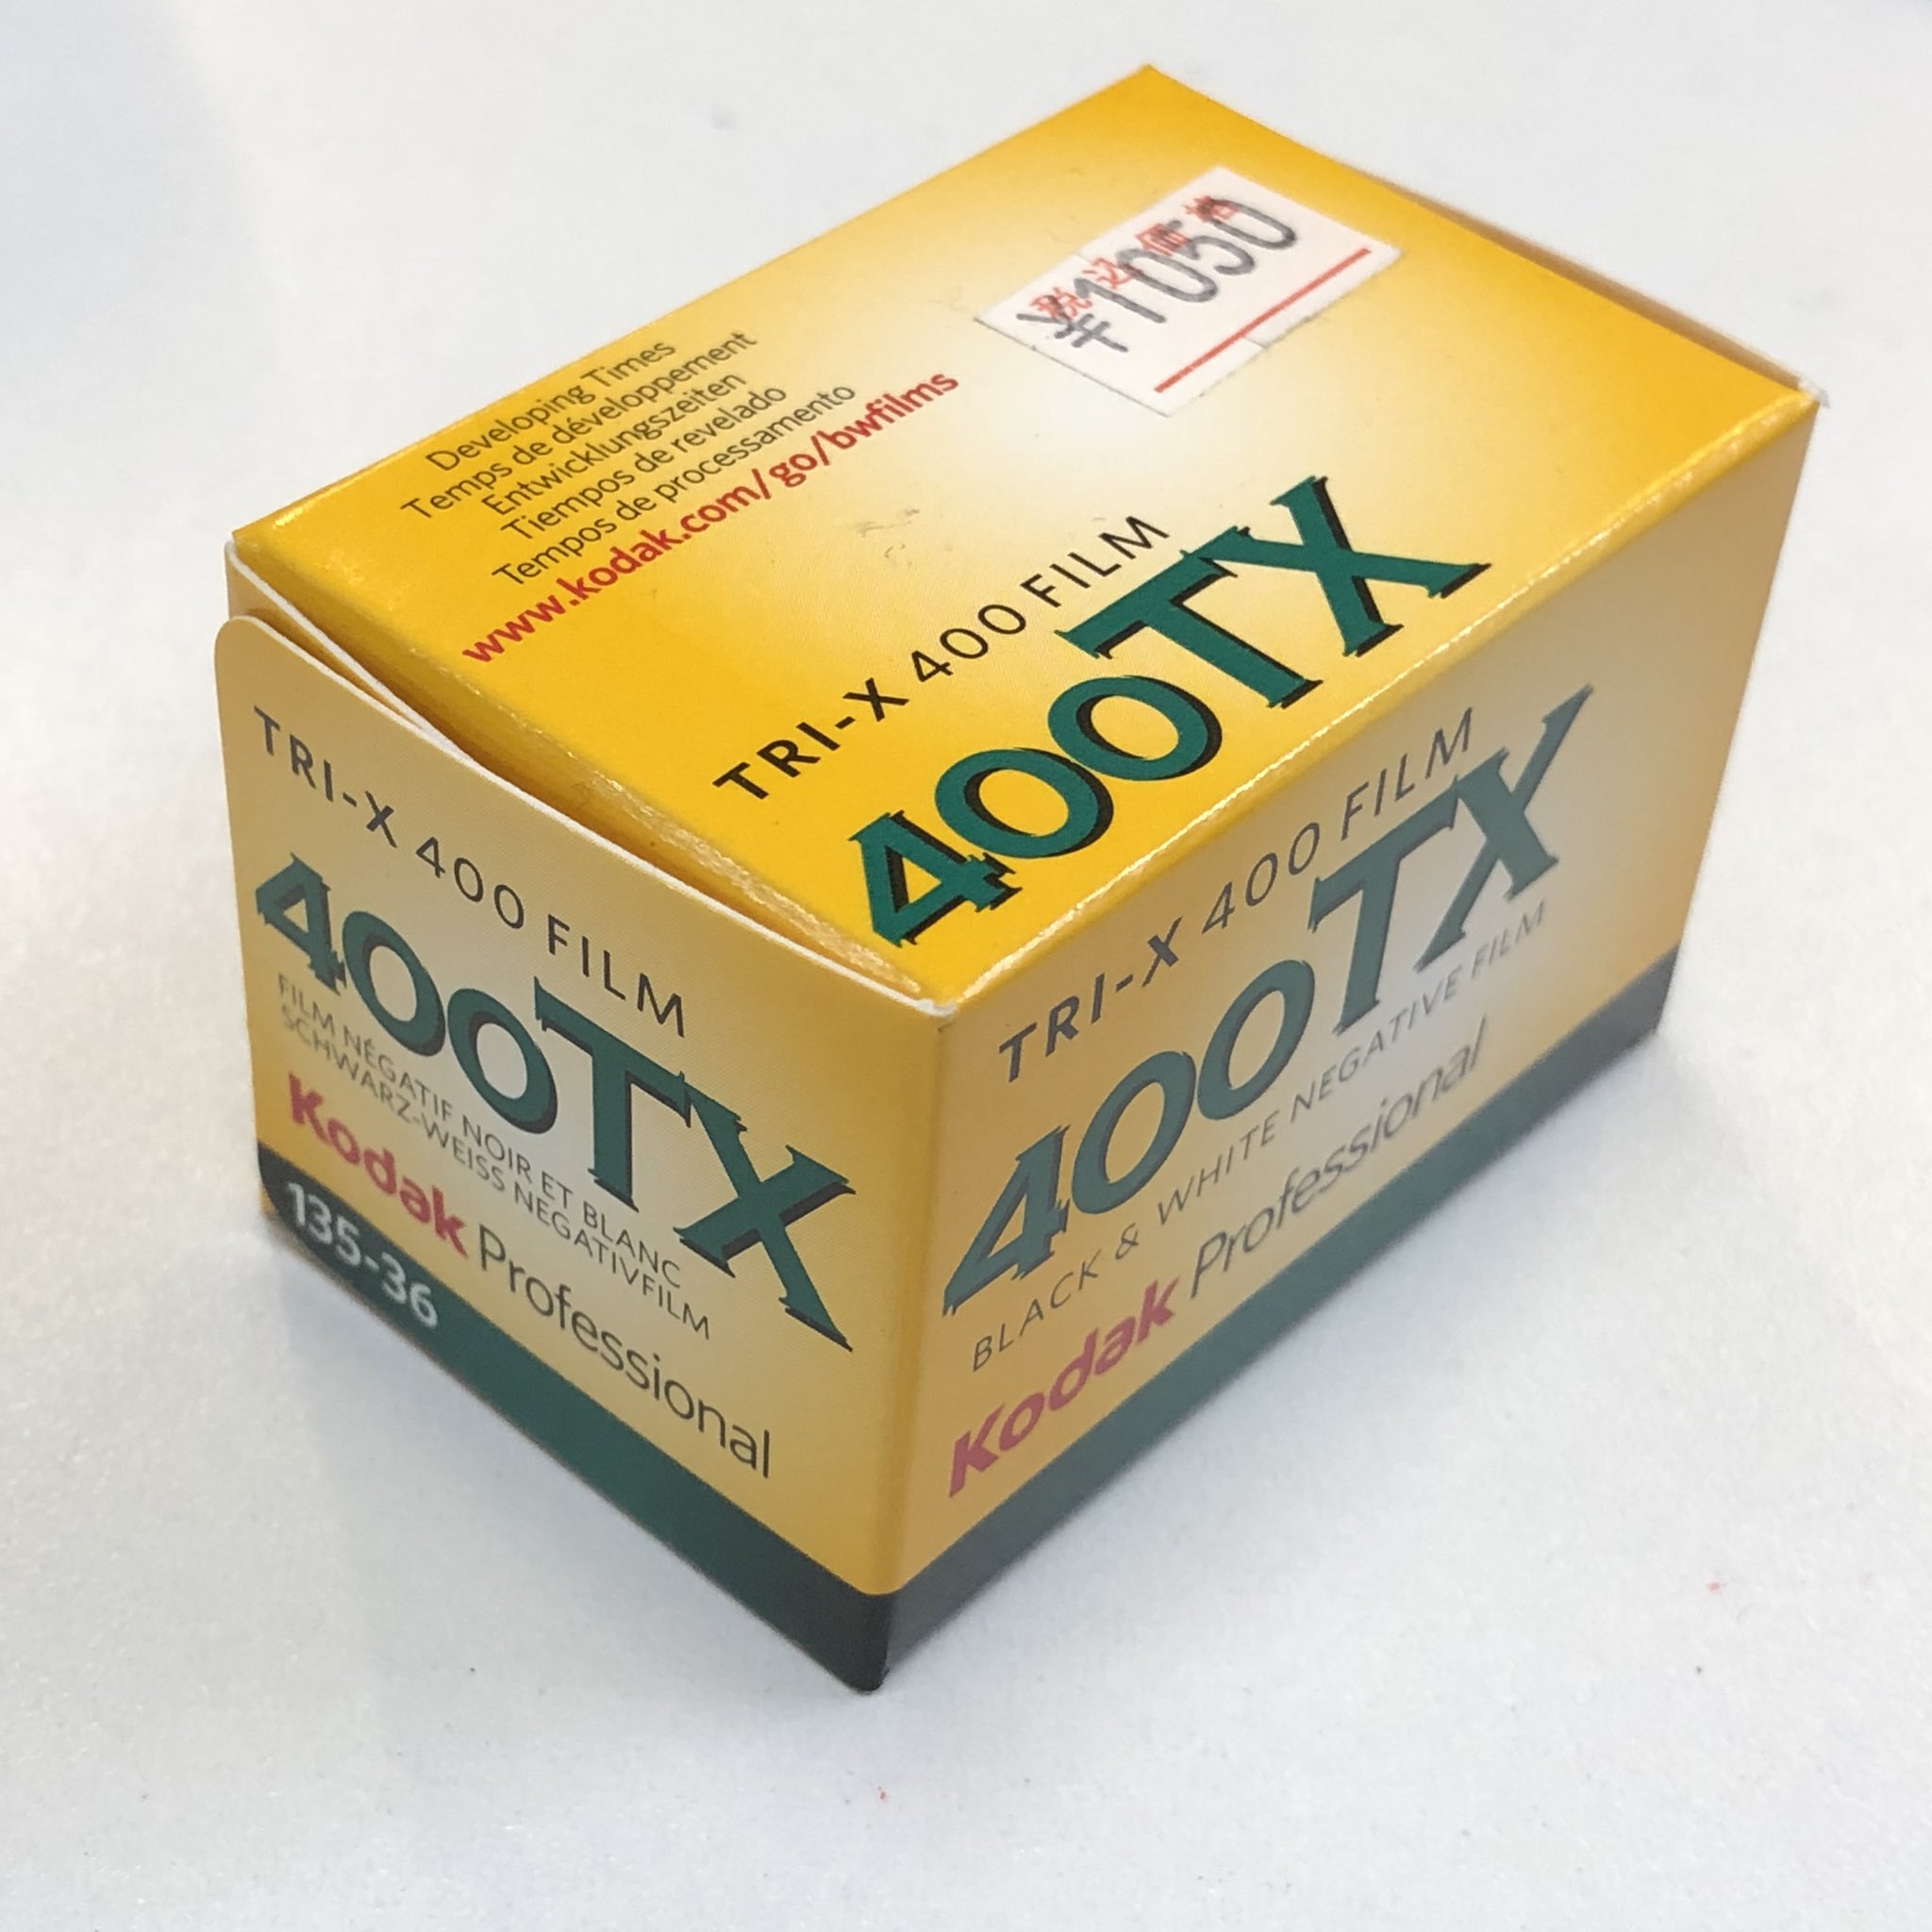 税込価格
¥1050
Developing Times
Temps de développement
Entwicklungszeiten
Tiempos de revelado
Tempos de processamento
www.kodak.com/go/bwfilms
TRI-X 400 FILM
400TX
TRI-X 400 FILM
400TX
FILM NÉGATIF NOIR ET BLANC
SCHWARZ-WEISS NEGATIVFILM
Kodak Professional
135-36
TRI-X 400 FILM
400TX
BLACK & WHITE NEGATIVE FILM
Kodak Professional